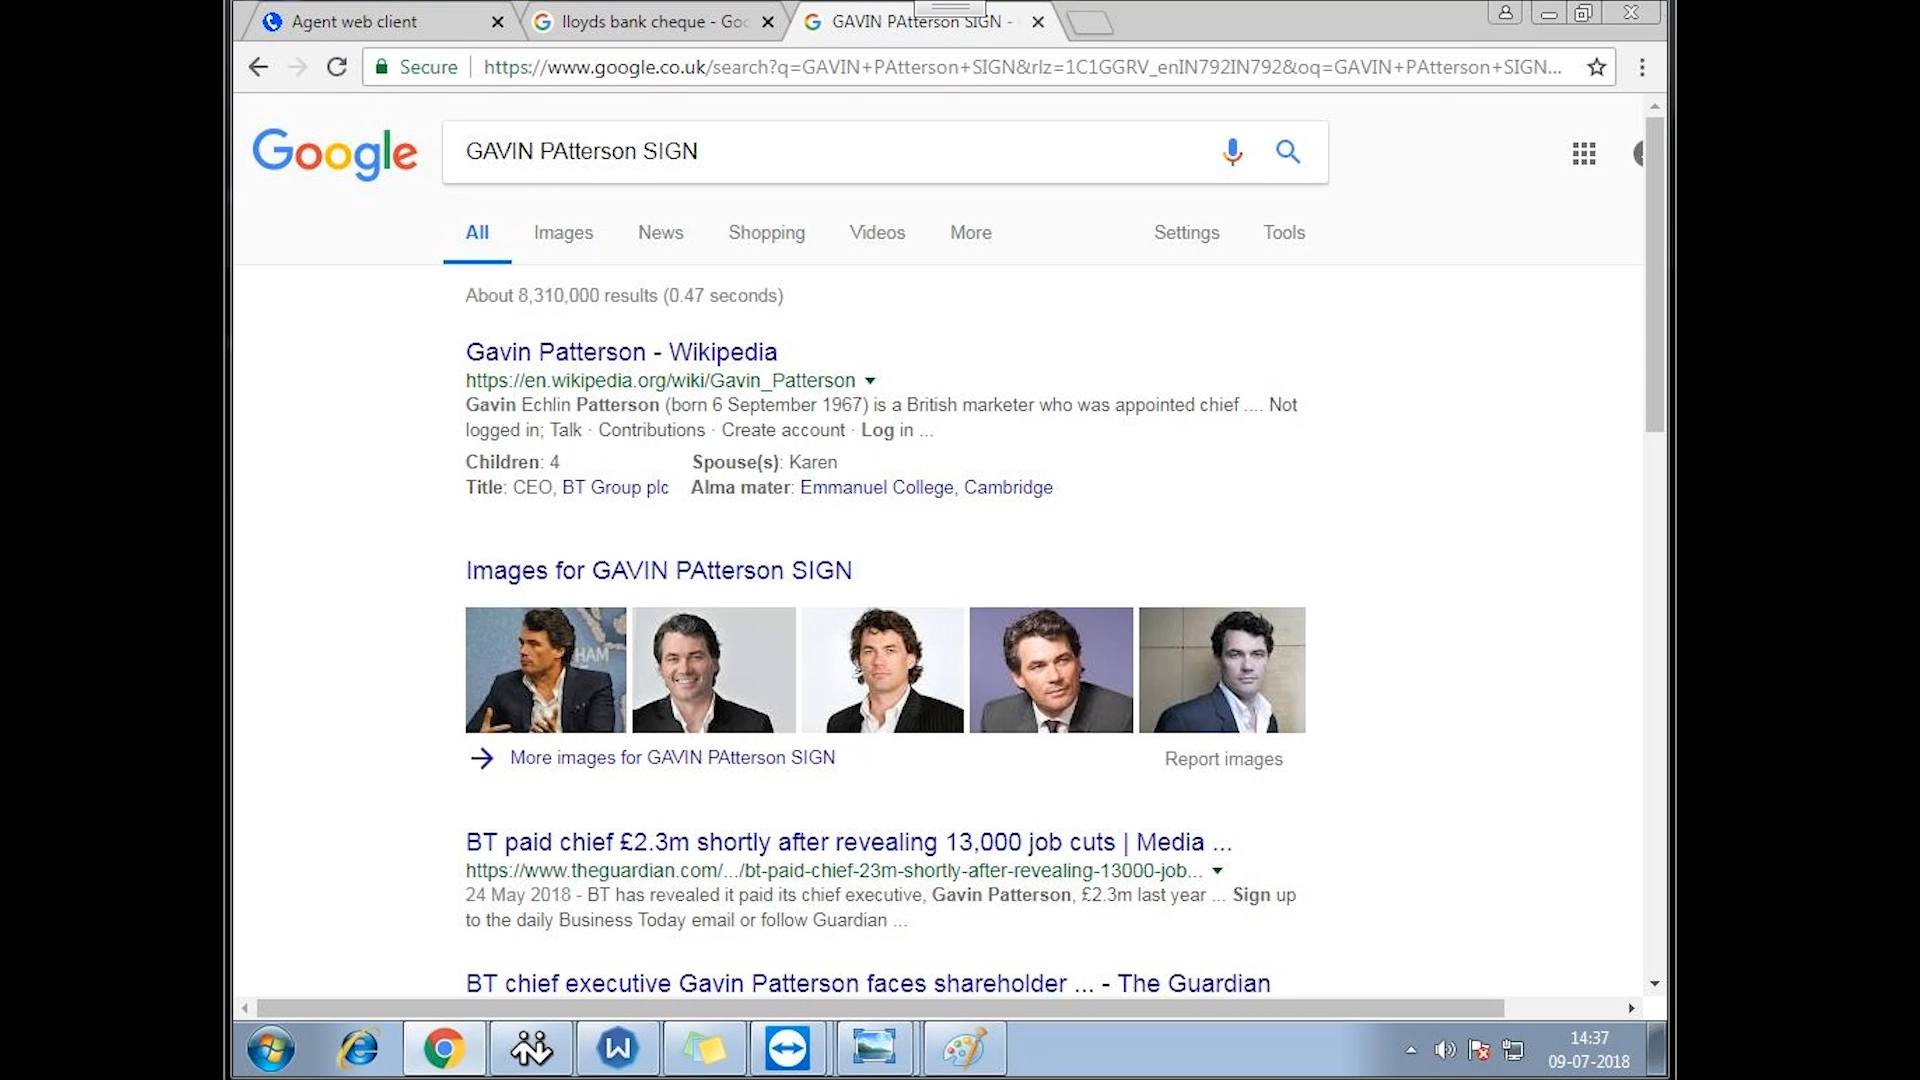 Agent web client
lloyds bank cheque - Goo
GAVIN PAtterson SIGN -
Secure
https://www.google.co.uk/search?q=GAVIN+PAtterson+SIGN&rlz=1C1GGRV_enIN792IN792&oq=GAVIN+PAtterson+SIGN...
Google
GAVIN PAtterson SIGN
All Images News Shopping Videos More Settings Tools
About 8,310,000 results (0.47 seconds)
Gavin Patterson - Wikipedia
https://en.wikipedia.org/wiki/Gavin_Patterson
Gavin Echlin Patterson (born 6 September 1967) is a British marketer who was appointed chief .... Not
logged in; Talk · Contributions · Create account · Log in ...
Children: 4 Spouse(s): Karen
Title: CEO, BT Group plc Alma mater: Emmanuel College, Cambridge
Images for GAVIN PAtterson SIGN
HAM
More images for GAVIN PAtterson SIGN
Report images
BT paid chief £2.3m shortly after revealing 13,000 job cuts | Media ...
https://www.theguardian.com/.../bt-paid-chief-23m-shortly-after-revealing-13000-job...
24 May 2018 - BT has revealed it paid its chief executive, Gavin Patterson, £2.3m last year ... Sign up
to the daily Business Today email or follow Guardian ...
BT chief executive Gavin Patterson faces shareholder ... - The Guardian
W
14:37
09-07-2018